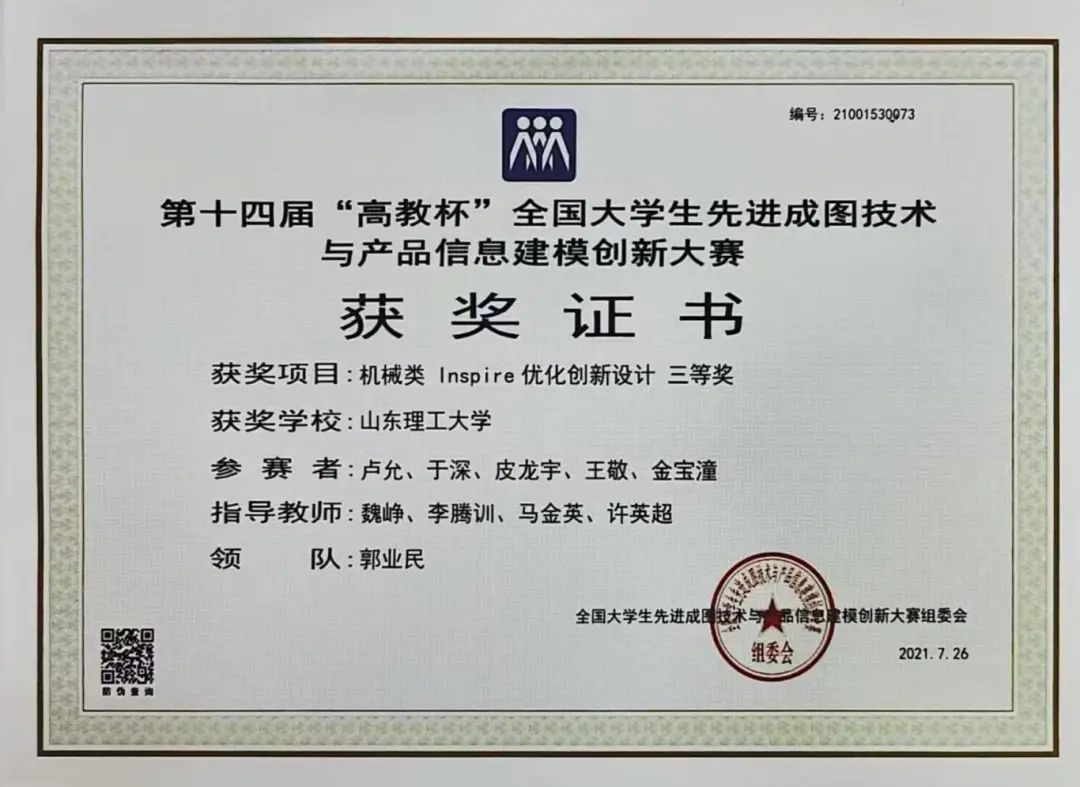 编号：21001530073
第十四届“高教杯”全国大学生先进成图技术
与产品信息建模创新大赛
获奖证书
获奖项目：机械类 Inspire 优化创新设计 三等奖
获奖学校：山东理工大学
参赛者：卢允、于深、皮龙宇、王敬、金宝潼
指导教师：魏峥、李腾训、马金英、许英超
领队：郭业民
全国大学生先进成图技术与产品信息建模创新大赛组委会
组委会
2021.7.26
防伪查询